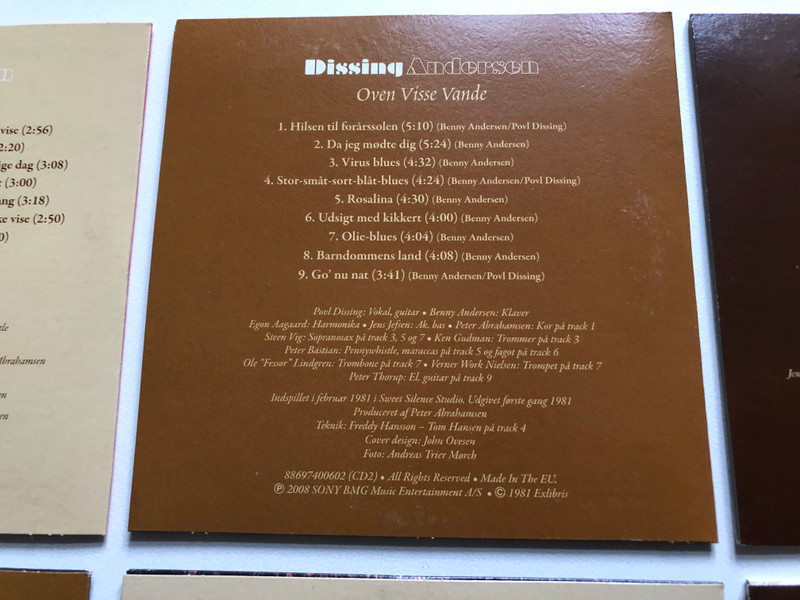 vise (2:56)
2:20)
ige dag (3:08)
t (3:00)
ang (3:18)
ke vise (2:50)
0)
Abrahamsen
en
en
Dissing Andersen
Oven Visse Vande
1. Hilsen til forårssolen (5:10) (Benny Andersen/Povl Dissing)
2. Da jeg mødte dig (5:24) (Benny Andersen)
3. Virus blues (4:32) (Benny Andersen)
4. Stor-småt-sort-blåt-blues (4:24) (Benny Andersen/Povl Dissing)
5. Rosalina (4:30) (Benny Andersen)
6. Udsigt med kikkert (4:00) (Benny Andersen)
7. Olie-blues (4:04) (Benny Andersen)
8. Barndommens land (4:08) (Benny Andersen)
9. Go' nu nat (3:41) (Benny Andersen/Povl Dissing)
Povl Dissing: Vokal, guitar • Benny Andersen: Klaver
Egon Aagaard: Harmonika • Jens Jefsen: Ak. bas • Peter Abrahamsen: Kor på track 1
Steen Vig: Sopranosax på track 3, 5 og 7 • Ken Gudman: Trommer på track 3
Peter Bastian: Pennywhistle, maraccas på track 5 og fagot på track 6
Ole "Fessor" Lindgren: Trombone på track 7 • Verner Work Nielsen: Trompet på track 7
Peter Thorup: El. guitar på track 9
Indspillet i februar 1981 i Sweet Silence Studio. Udgivet første gang 1981
Produceret af Peter Abrahamsen
Teknik: Freddy Hansson – Tom Hansen på track 4
Cover design: John Ovesen
Foto: Andreas Trier Mørch
88697400602 (CD2) • All Rights Reserved • Made In The EU.
℗ 2008 SONY BMG Music Entertainment A/S • © 1981 Exlibris